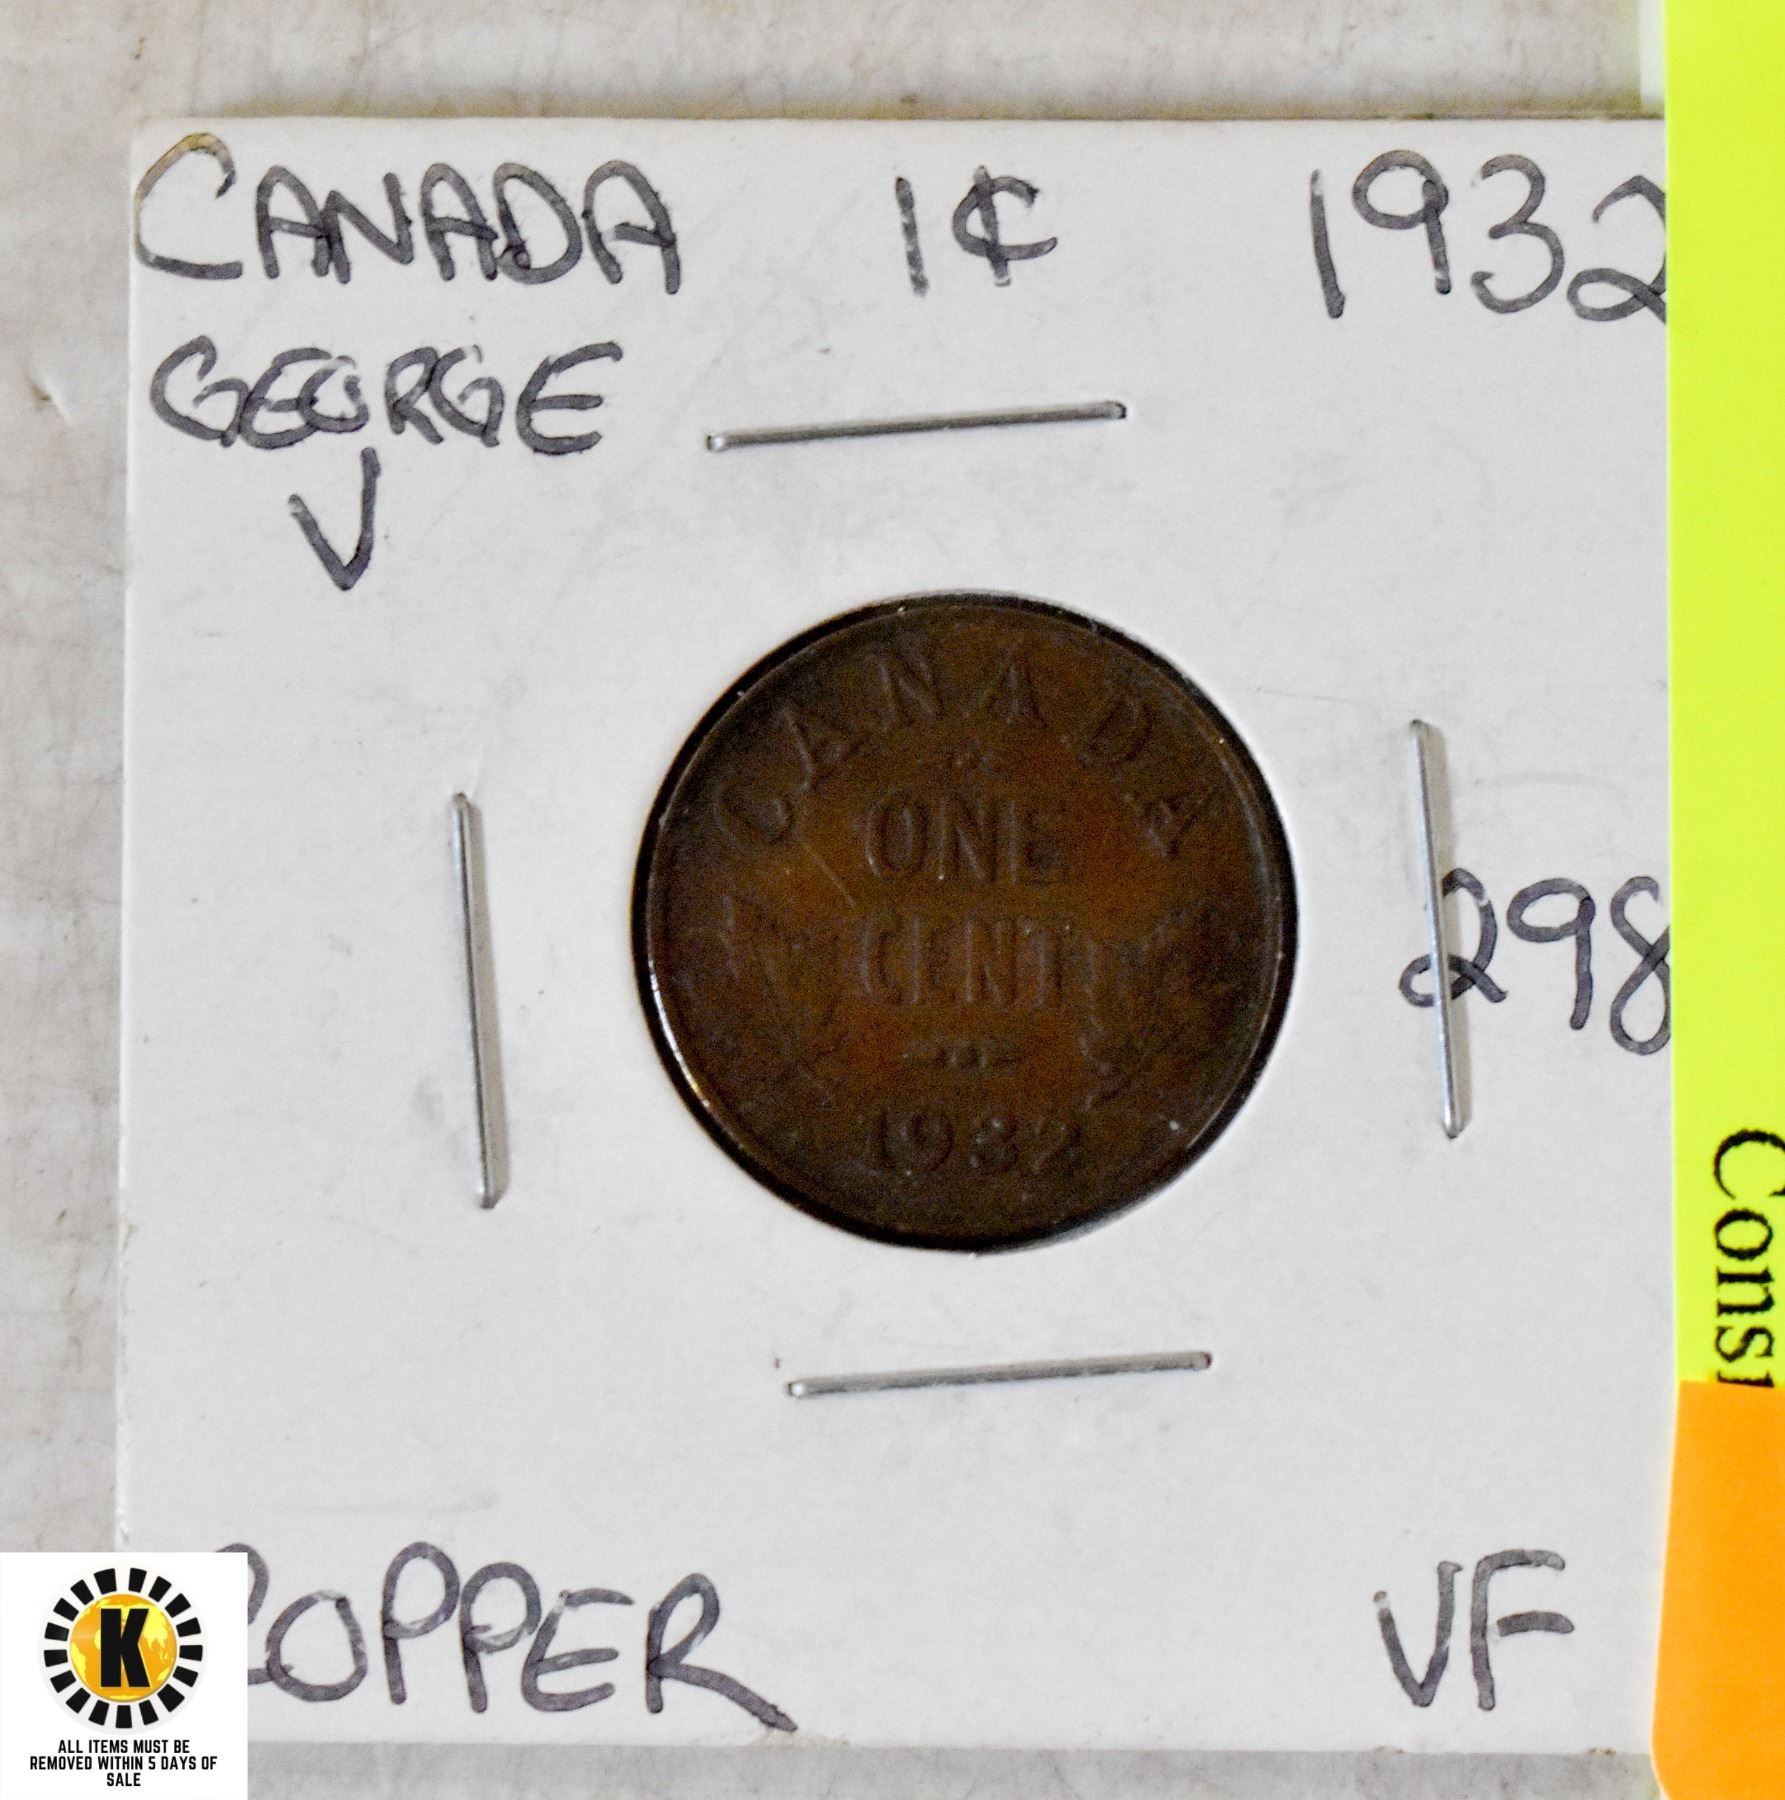 CANADA 1¢ 1932
GEORGE
V
CANADA
ONE
CENT
1932
298
COPPER VF
K
ALL ITEMS MUST BE
REMOVED WITHIN 5 DAYS OF
SALE